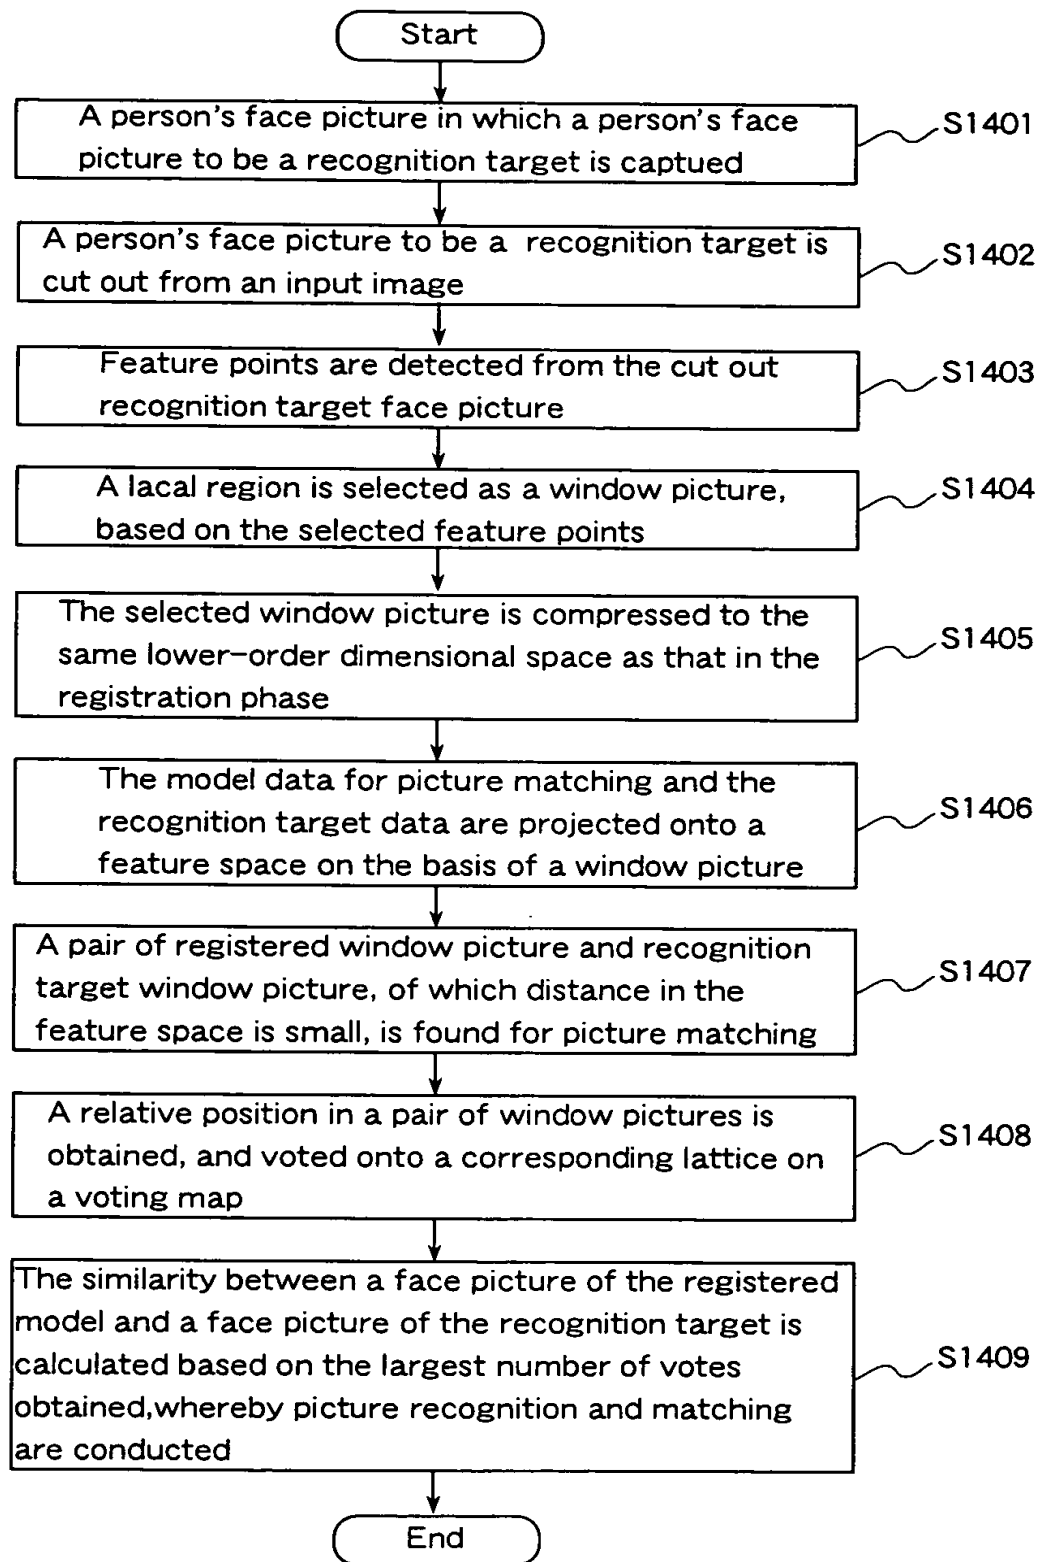 Start
A person's face picture in which a person's face
picture to be a recognition target is captued
S1401
A person's face picture to be a recognition target is
cut out from an input image
S1402
Feature points are detected from the cut out
recognition target face picture
S1403
A lacal region is selected as a window picture,
based on the selected feature points
S1404
The selected window picture is compressed to the
same lower-order dimensional space as that in the
registration phase
S1405
The model data for picture matching and the
recognition target data are projected onto a
feature space on the basis of a window picture
S1406
A pair of registered window picture and recognition
target window picture, of which distance in the
feature space is small, is found for picture matching
S1407
A relative position in a pair of window pictures is
obtained, and voted onto a corresponding lattice on
a voting map
S1408
The similarity between a face picture of the registered
model and a face picture of the recognition target is
calculated based on the largest number of votes
obtained,whereby picture recognition and matching
are conducted
S1409
End